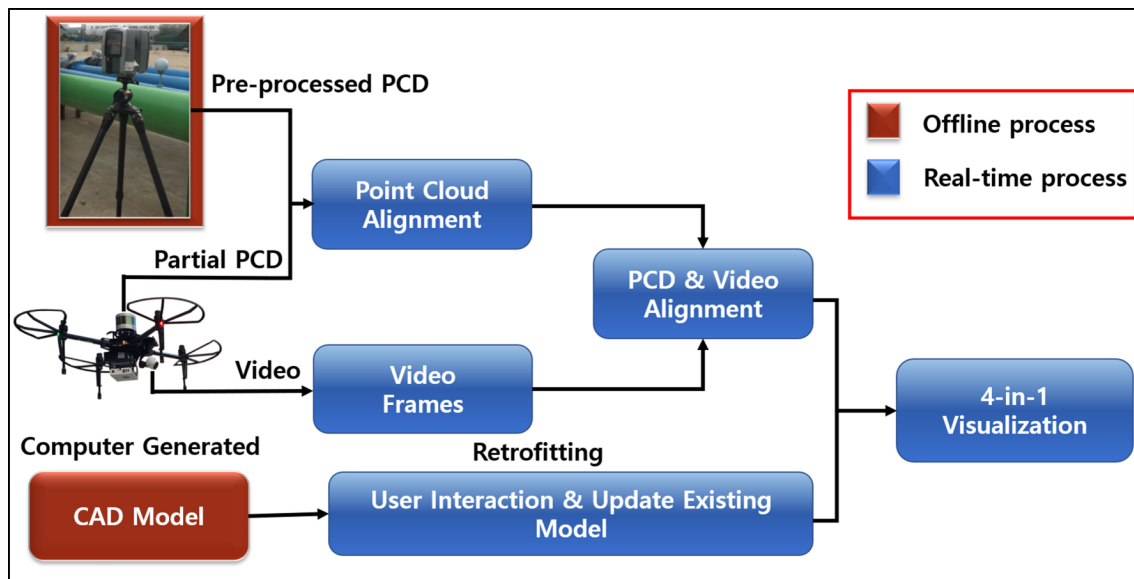 Pre-processed PCD
Offline process
Real-time process
Point Cloud
Alignment
Partial PCD
PCD & Video
Alignment
Video
Video
Frames
4-in-1
Visualization
Computer Generated
Retrofitting
CAD Model
User Interaction & Update Existing
Model